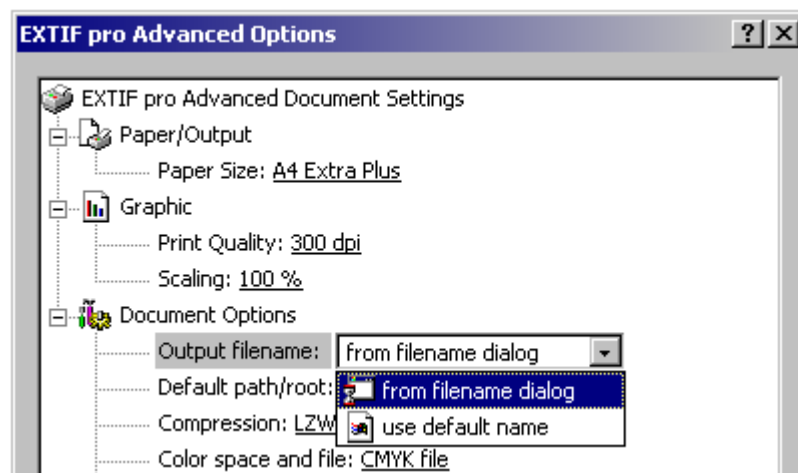 EXTIF pro Advanced Options
EXTIF pro Advanced Document Settings
Paper/Output
Paper Size: A4 Extra Plus
Graphic
Print Quality: 300 dpi
Scaling: 100 %
Document Options
Output filename: from filename dialog
Default path/root: from filename dialog
Compression: LZW use default name
Color space and file: CMYK file